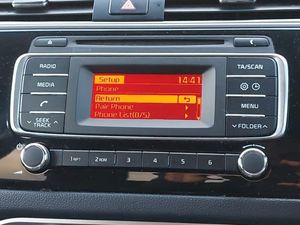 RADIO
TA/SCAN
MEDIA
Setup 14:41
Phone
Return
Pair Phone
Phone List(0/5)
MENU
SEEK
TRACK
FOLDER
1 RPT
2 RDM
3
4
5
6